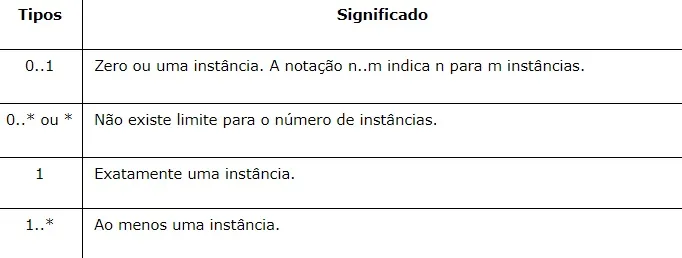 Tipos Significado
0..1 Zero ou uma instância. A notação n..m indica n para m instâncias.
0..* ou * Não existe limite para o número de instâncias.
1 Exatamente uma instância.
1..* Ao menos uma instância.